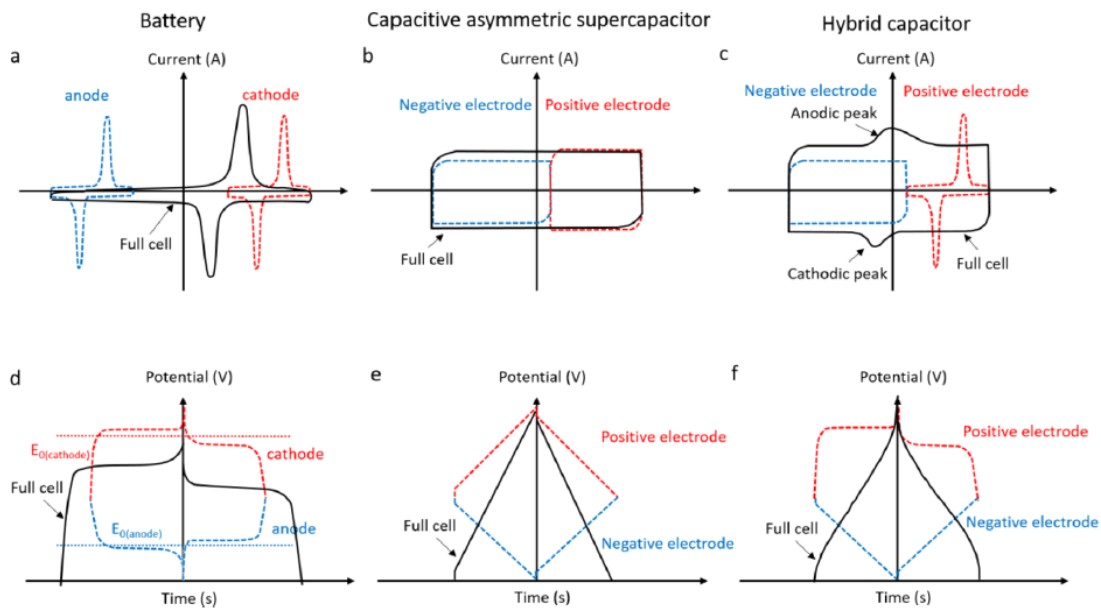 Battery
Capacitive asymmetric supercapacitor
Hybrid capacitor
a
Current (A)
anode
cathode
Full cell
b
Current (A)
Negative electrode
Positive electrode
Full cell
c
Current (A)
Negative electrode
Positive electrode
Anodic peak
Cathodic peak
Full cell
d
Potential (V)
E0(cathode)
cathode
Full cell
E0(anode)
anode
Time (s)
e
Potential (V)
Positive electrode
Full cell
Negative electrode
Time (s)
f
Potential (V)
Positive electrode
Negative electrode
Full cell
Time (s)